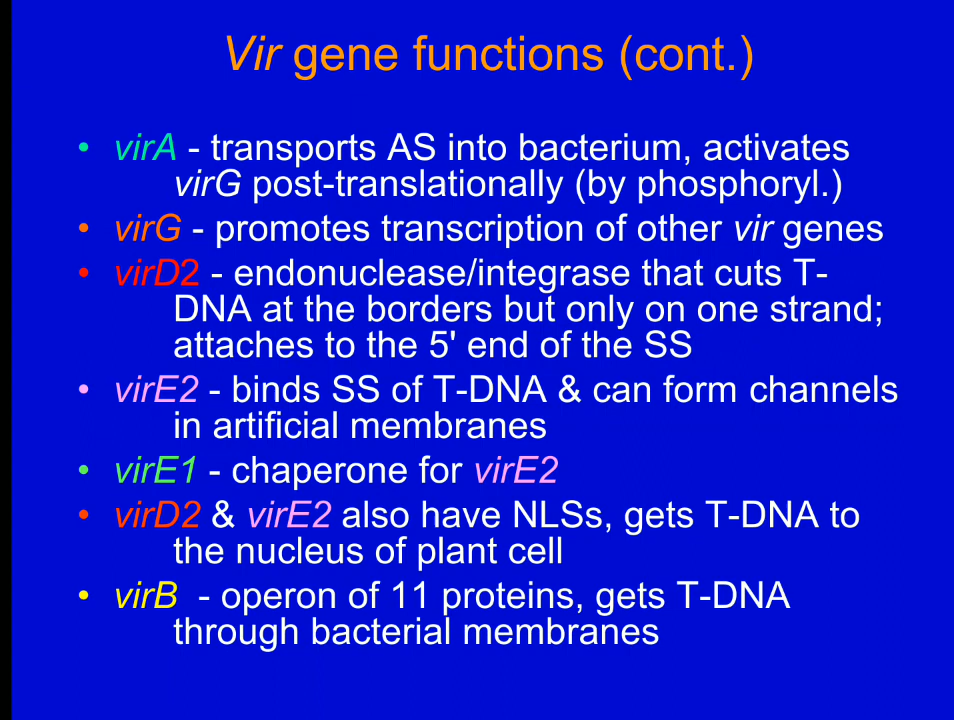 Vir gene functions (cont.)
• virA - transports AS into bacterium, activates
virG post-translationally (by phosphoryl.)
• virG - promotes transcription of other vir genes
• virD2 - endonuclease/integrase that cuts T-
DNA at the borders but only on one strand;
attaches to the 5' end of the SS
• virE2 - binds SS of T-DNA & can form channels
in artificial membranes
• virE1 - chaperone for virE2
• virD2 & virE2 also have NLSs, gets T-DNA to
the nucleus of plant cell
• virB  - operon of 11 proteins, gets T-DNA
through bacterial membranes